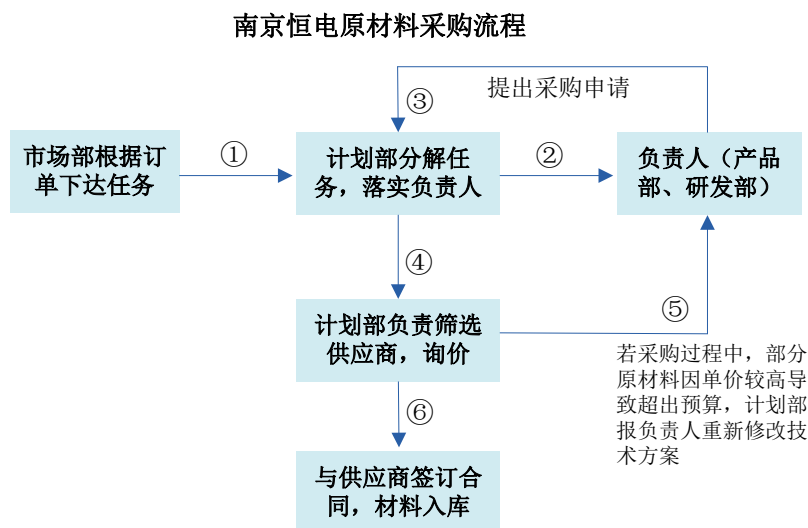 南京恒电原材料采购流程
提出采购申请
③
市场部根据订
单下达任务
①
计划部分解任
务，落实负责人
②
负责人（产品
部、研发部）
④
计划部负责筛选
供应商，询价
⑤
若采购过程中，部分
原材料因单价较高导
致超出预算，计划部
报负责人重新修改技
术方案
⑥
与供应商签订合
同，材料入库